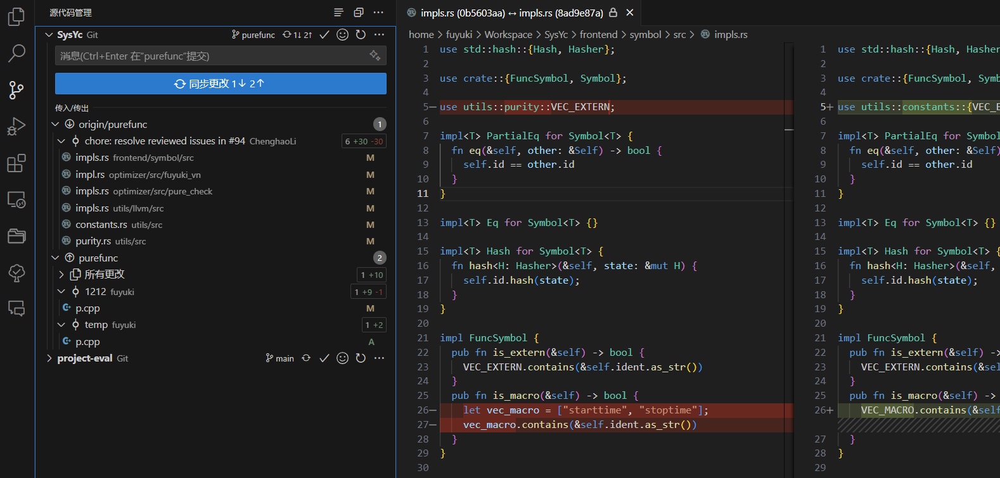 源代码管理
SysYc Git purefunc 1↓ 2↑
消息(Ctrl+Enter 在“purefunc”提交)
同步更改 1↓ 2↑
传入/传出
origin/purefunc 1
chore: resolve reviewed issues in #94 ChenghaoLi 6 +30 -30
impls.rs frontend/symbol/src M
impl.rs optimizer/src/fuyuki_vn M
impls.rs optimizer/src/pure_check M
impls.rs utils/llvm/src M
constants.rs utils/src M
purity.rs utils/src M
purefunc 2
所有更改 1 +10
1212 fuyuki 1 +9 -1
p.cpp M
temp fuyuki 1 +2
p.cpp A
project-eval Git main
impls.rs (0b5603aa) ↔ impls.rs (8ad9e87a)
home > fuyuki > Workspace > SysYc > frontend > symbol > src > impls.rs
1 use std::hash::{Hash, Hasher};
2
3 use crate::{FuncSymbol, Symbol};
4
5− use utils::purity::VEC_EXTERN;
6
7 impl<T> PartialEq for Symbol<T> {
8 fn eq(&self, other: &Self) -> bool {
9 self.id == other.id
10 }
11 }
12
13 impl<T> Eq for Symbol<T> {}
14
15 impl<T> Hash for Symbol<T> {
16 fn hash<H: Hasher>(&self, state: &mut H) {
17 self.id.hash(state);
18 }
19 }
20
21 impl FuncSymbol {
22 pub fn is_extern(&self) -> bool {
23 VEC_EXTERN.contains(&self.ident.as_str())
24 }
25 pub fn is_macro(&self) -> bool {
26− let vec_macro = ["starttime", "stoptime"];
27− vec_macro.contains(&self.ident.as_str())
28 }
29 }
30
1 use std::hash::{Hash, Hasher
2
3 use crate::{FuncSymbol, Symb
4
5+ use utils::constants::{VEC_E
6
7 impl<T> PartialEq for Symbol
8 fn eq(&self, other: &Self)
9 self.id == other.id
10 }
11 }
12
13 impl<T> Eq for Symbol<T> {}
14
15 impl<T> Hash for Symbol<T> {
16 fn hash<H: Hasher>(&self,
17 self.id.hash(state);
18 }
19 }
20
21 impl FuncSymbol {
22 pub fn is_extern(&self) ->
23 VEC_EXTERN.contains(&sel
24 }
25 pub fn is_macro(&self) ->
26+ VEC_MACRO.contains(&self
27 }
28 }
29